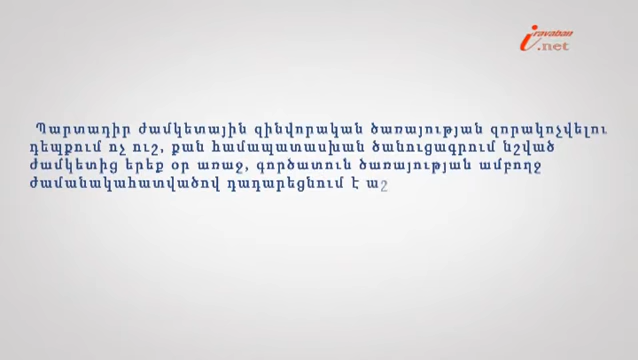 iravaban
.net
Պարտադիր ժամկետային զինվորական ծառայության զորակոչվելու
դեպքում ոչ ուշ, քան համապատասխան ծանուցագրում նշված
ժամկետից երեք օր առաջ, գործատուն ծառայության ամբողջ
ժամանակահատվածով դադարեցնում է աշ